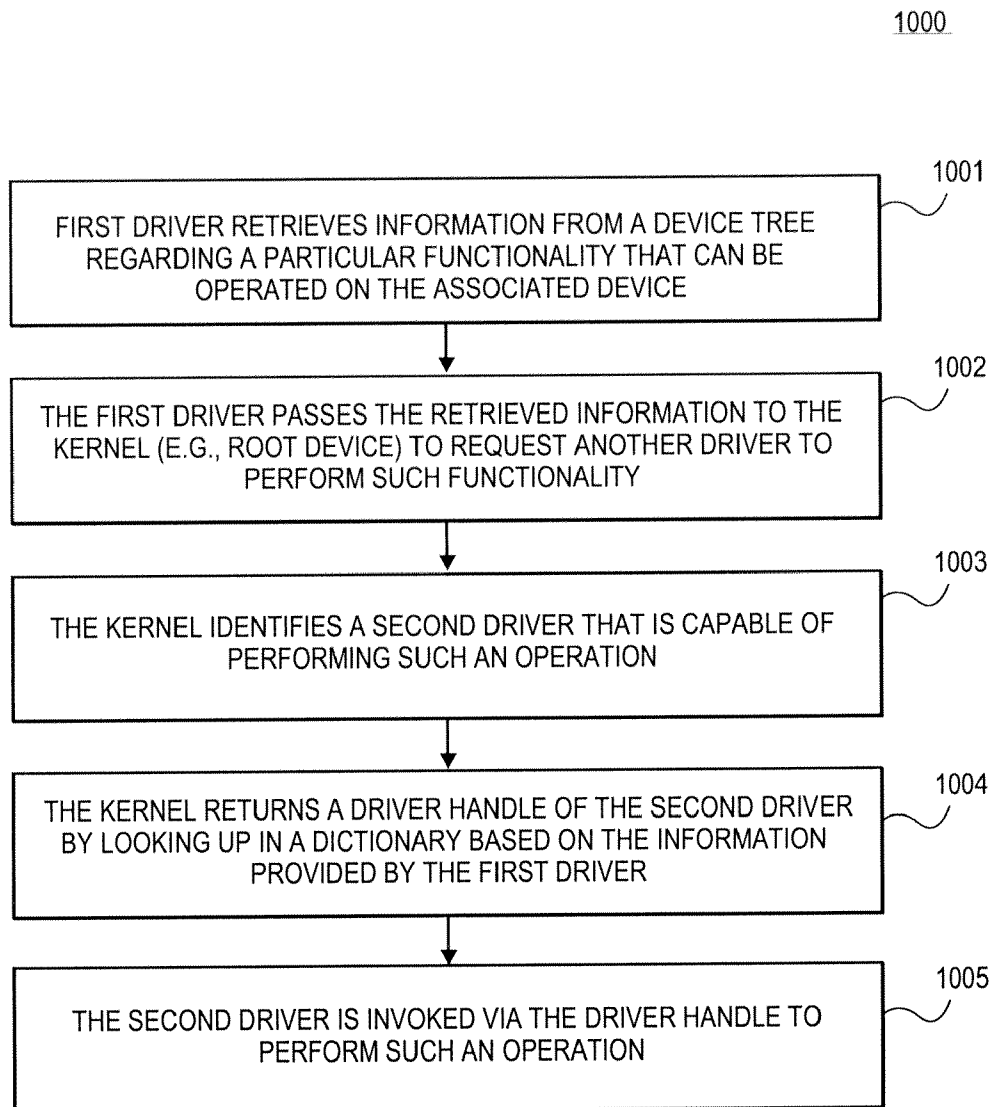 1000
1001
FIRST DRIVER RETRIEVES INFORMATION FROM A DEVICE TREE
REGARDING A PARTICULAR FUNCTIONALITY THAT CAN BE
OPERATED ON THE ASSOCIATED DEVICE
1002
THE FIRST DRIVER PASSES THE RETRIEVED INFORMATION TO THE
KERNEL (E.G., ROOT DEVICE) TO REQUEST ANOTHER DRIVER TO
PERFORM SUCH FUNCTIONALITY
1003
THE KERNEL IDENTIFIES A SECOND DRIVER THAT IS CAPABLE OF
PERFORMING SUCH AN OPERATION
1004
THE KERNEL RETURNS A DRIVER HANDLE OF THE SECOND DRIVER
BY LOOKING UP IN A DICTIONARY BASED ON THE INFORMATION
PROVIDED BY THE FIRST DRIVER
1005
THE SECOND DRIVER IS INVOKED VIA THE DRIVER HANDLE TO
PERFORM SUCH AN OPERATION